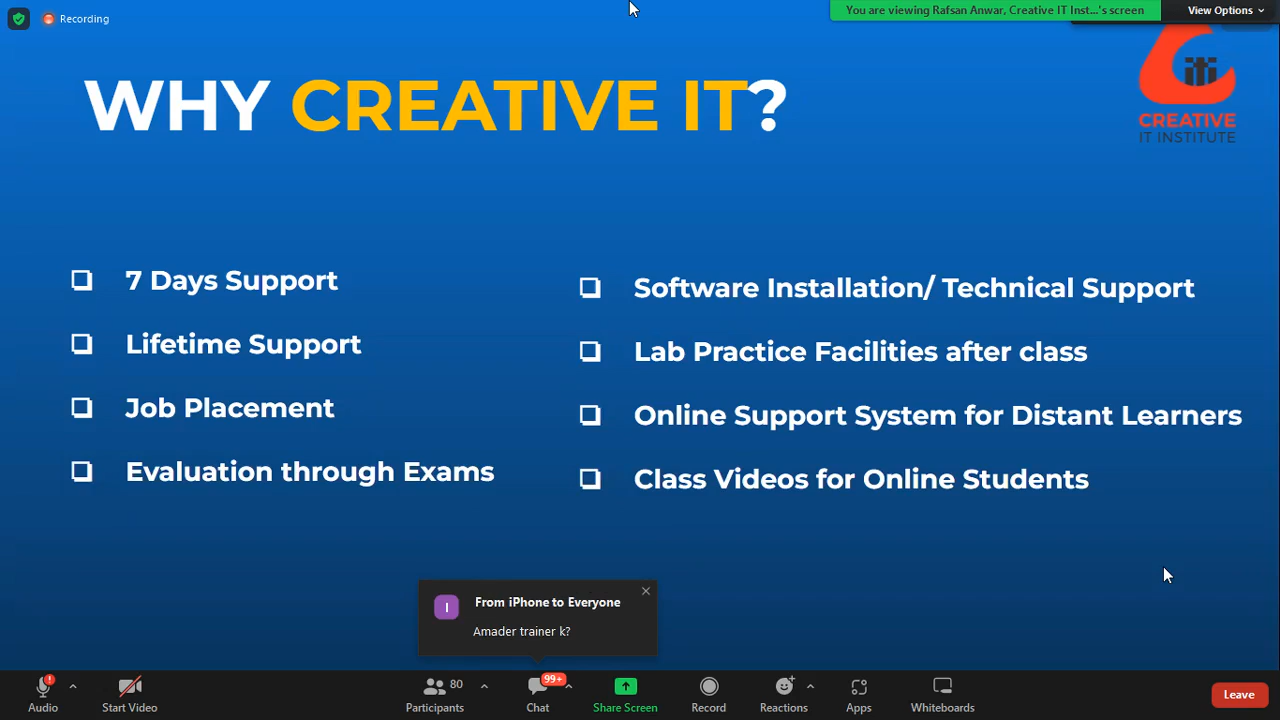 Recording
You are viewing Rafsan Anwar, Creative IT Inst...'s screen
View Options
WHY CREATIVE IT?
iti
CREATIVE
IT INSTITUTE
7 Days Support
Lifetime Support
Job Placement
Evaluation through Exams
Software Installation/ Technical Support
Lab Practice Facilities after class
Online Support System for Distant Learners
Class Videos for Online Students
I
From iPhone to Everyone
Amader trainer k?
Audio
Start Video
80
Participants
99+
Chat
Share Screen
Record
Reactions
Apps
Whiteboards
Leave